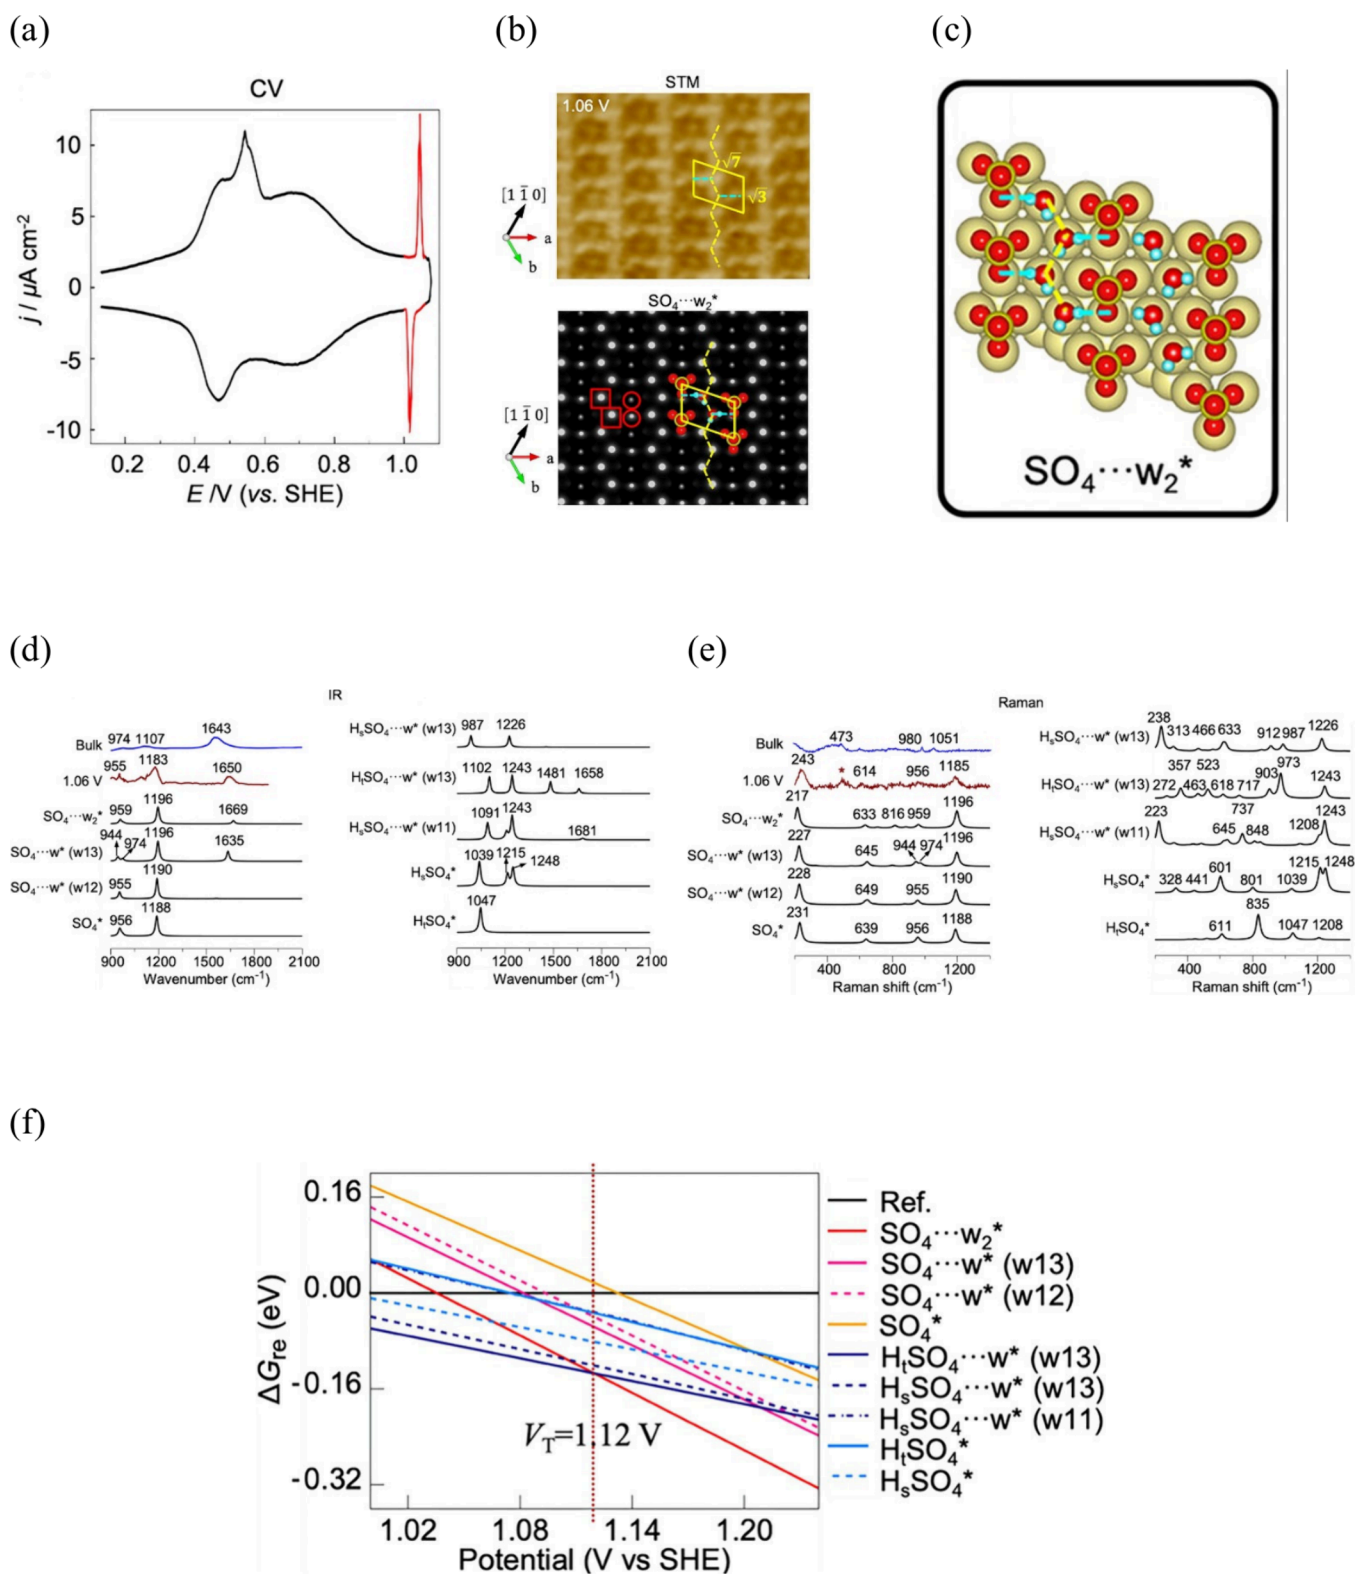 (a)
(b)
(c)
CV
10
5
0
-5
-10
j / μA cm⁻²
0.2 0.4 0.6 0.8 1.0
E /V (vs. SHE)
STM
1.06 V
√7
√3
[1 1̄ 0]
a
b
SO₄···w₂*
[1 1̄ 0]
a
b
SO₄···w₂*
(d)
IR
Bulk
974 1107 1643
1.06 V
955 1183 1650
SO₄···w₂*
959 1196 1669
SO₄···w* (w13)
944 974 1196 1635
SO₄···w* (w12)
955 1190
SO₄*
956 1188
900 1200 1500 1800 2100
Wavenumber (cm⁻¹)
HₛSO₄···w* (w13)
987 1226
HₜSO₄···w* (w13)
1102 1243 1481 1658
HₛSO₄···w* (w11)
1091 1243 1681
HₛSO₄*
1039 1215 1248
HₜSO₄*
1047
900 1200 1500 1800 2100
Wavenumber (cm⁻¹)
(e)
Raman
Bulk
473 980 1051
1.06 V
243 * 614 956 1185
SO₄···w₂*
217 633 816 959 1196
SO₄···w* (w13)
227 645 944 974 1196
SO₄···w* (w12)
228 649 955 1190
SO₄*
231 639 956 1188
400 800 1200
Raman shift (cm⁻¹)
HₛSO₄···w* (w13)
238 313 466 633 912 987 1226
HₜSO₄···w* (w13)
272 357 463 523 618 717 903 973 1243
HₛSO₄···w* (w11)
223 645 737 848 1208 1243
HₛSO₄*
328 441 601 801 1039 1215 1248
HₜSO₄*
611 835 1047 1208
400 800 1200
Raman shift (cm⁻¹)
(f)
0.16
0.00
-0.16
-0.32
ΔG_re (eV)
V_T=1.12 V
1.02 1.08 1.14 1.20
Potential (V vs SHE)
Ref.
SO₄···w₂*
SO₄···w* (w13)
SO₄···w* (w12)
SO₄*
HₜSO₄···w* (w13)
HₛSO₄···w* (w13)
HₛSO₄···w* (w11)
HₜSO₄*
HₛSO₄*